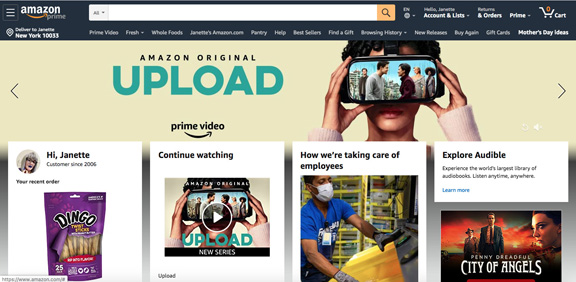 amazon
prime
All
EN
Hello, Janette
Account & Lists
Returns
& Orders
Prime
0
Cart
Deliver to Janette
New York 10033
Prime Video Fresh Whole Foods Janette's Amazon.com Pantry Help Best Sellers Find a Gift Browsing History New Releases Buy Again Gift Cards Mother's Day Ideas
AMAZON ORIGINAL
UPLOAD
prime video
Hi, Janette
Customer since 2006
Your recent order
DINGO
TWIST
STICKS
25
Continue watching
AMAZON ORIGINAL
UPLOAD
NEW SERIES
Upload
How we're taking care of
employees
Explore Audible
Experience the world's largest library of
audiobooks. Listen anytime, anywhere.
Learn more
PENNY DREADFUL
CITY OF ANGELS
https://www.amazon.com/#